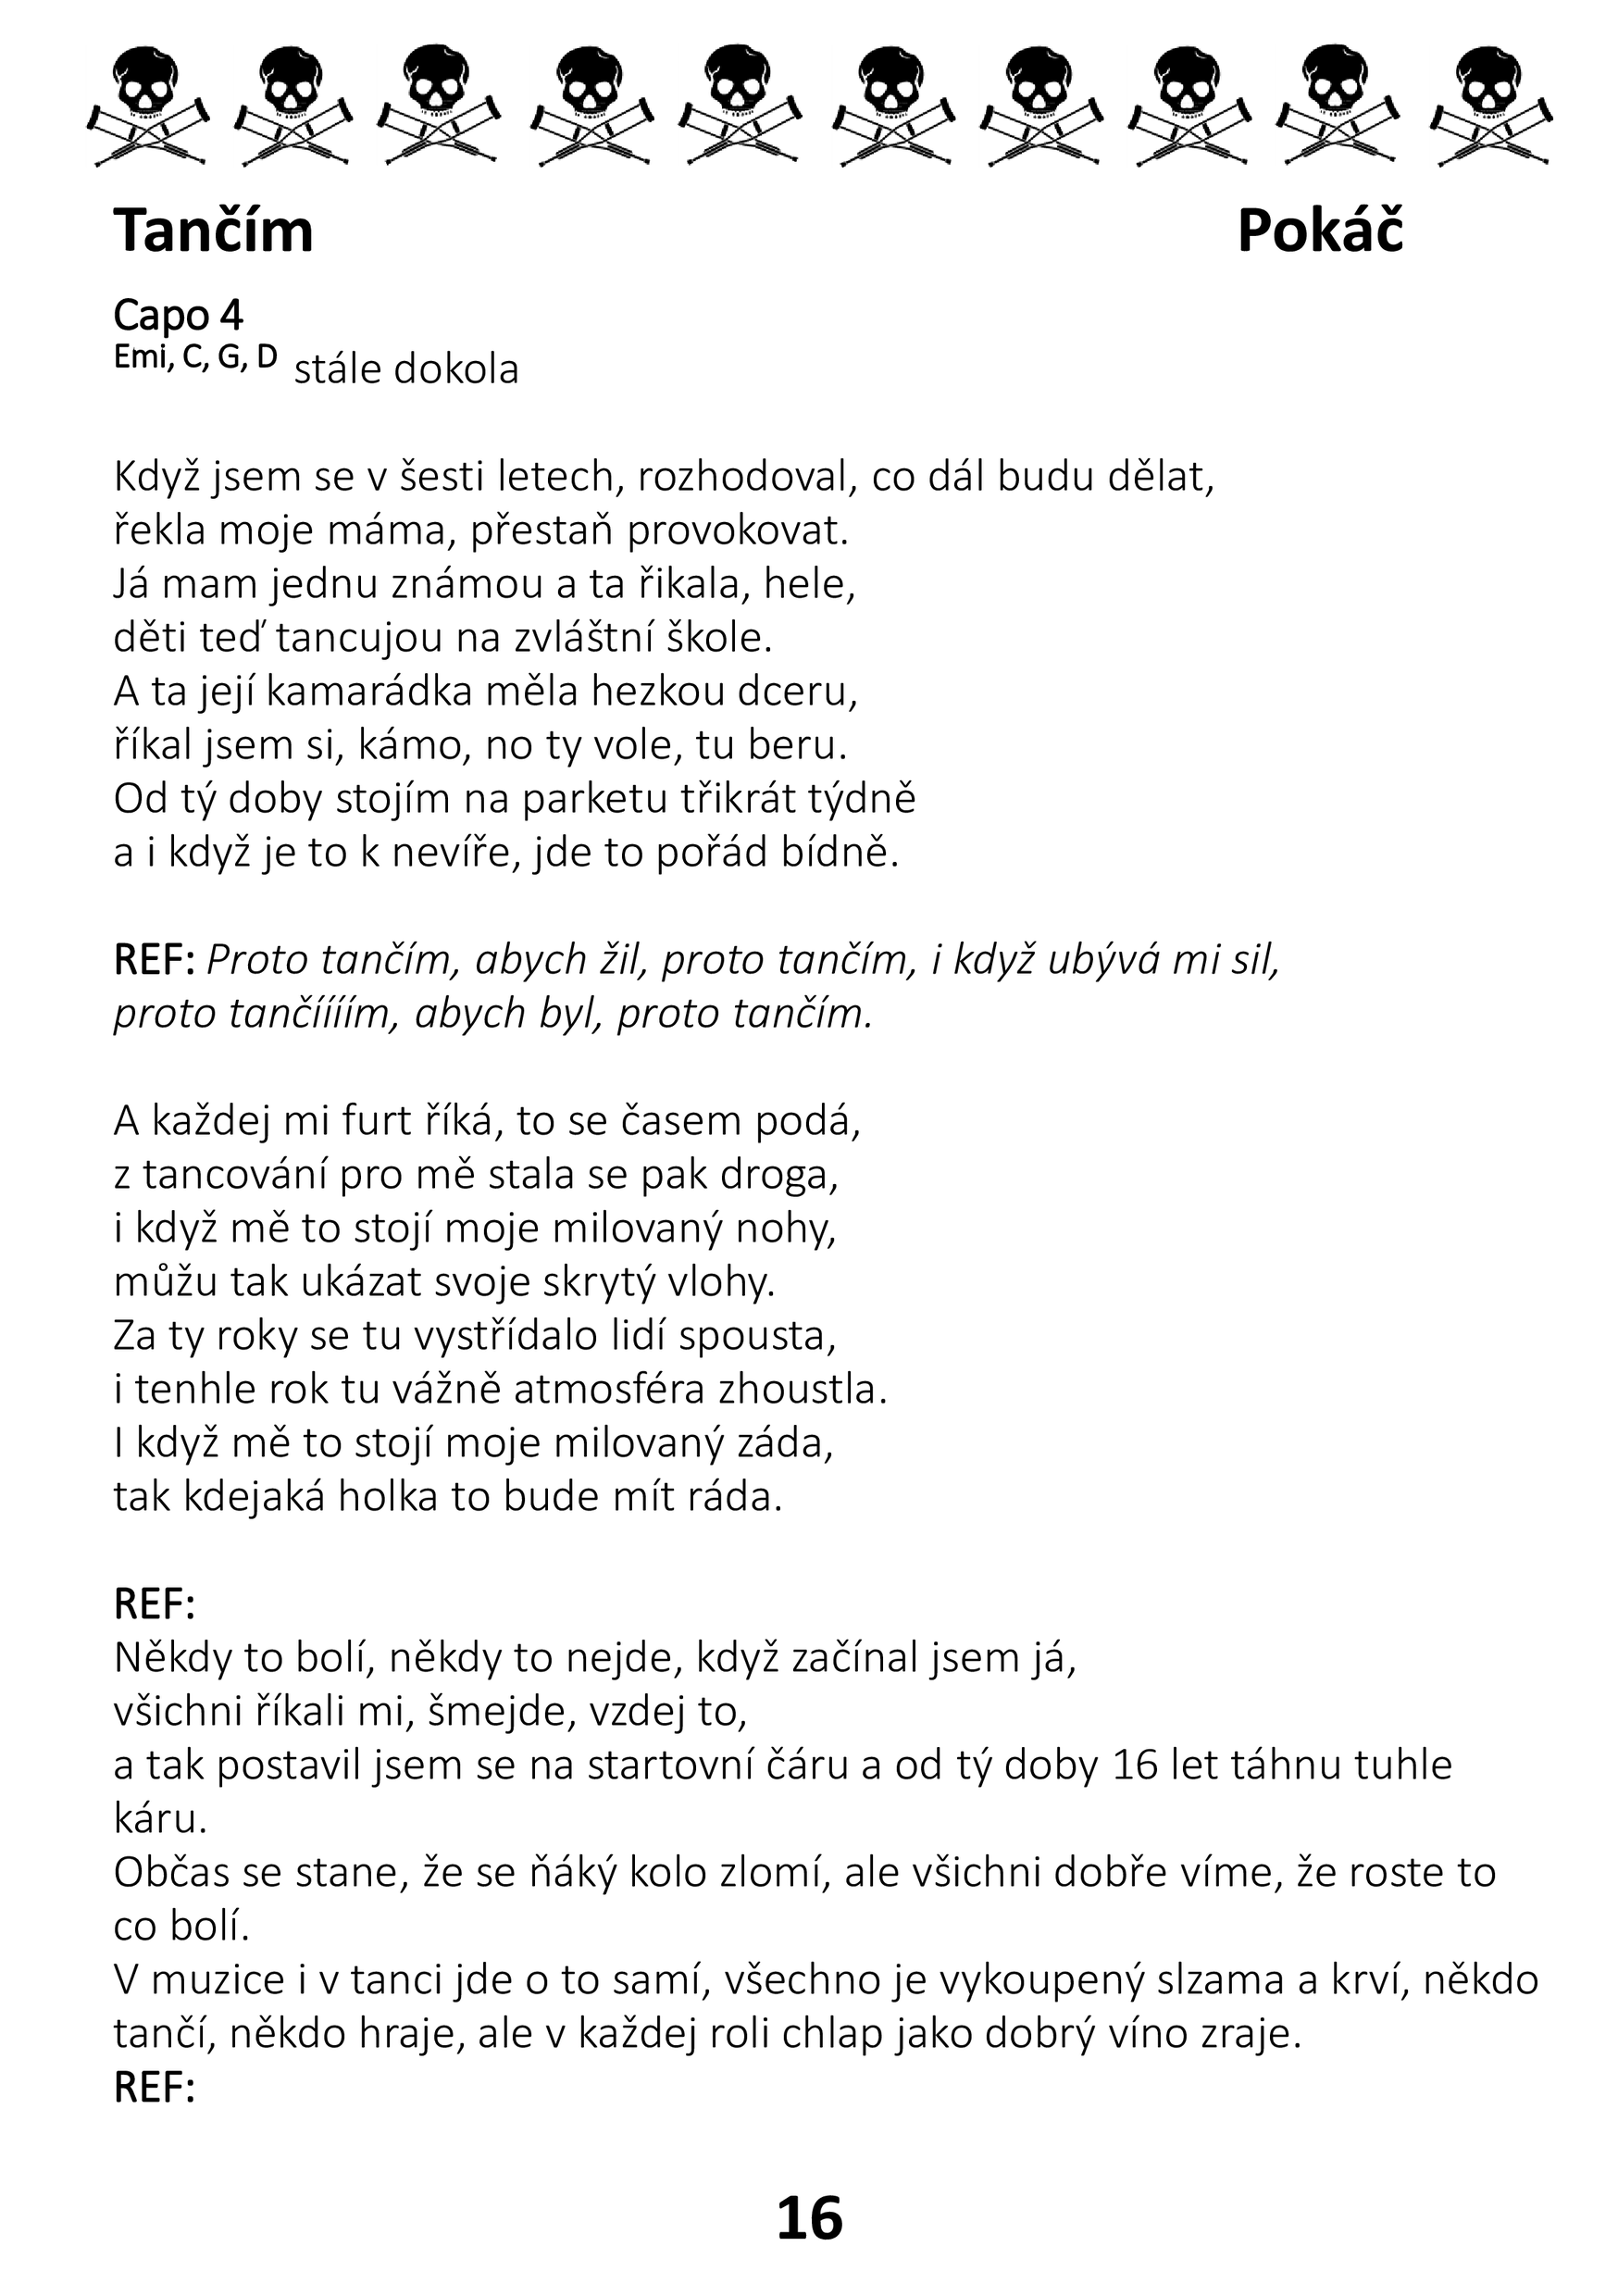 Tančím Pokáč
Capo 4
Emi, C, G, D stále dokola
Když jsem se v šesti letech, rozhodoval, co dál budu dělat,
řekla moje máma, přestaň provokovat.
Já mam jednu známou a ta řikala, hele,
děti teď tancujou na zvláštní škole.
A ta její kamarádka měla hezkou dceru,
říkal jsem si, kámo, no ty vole, tu beru.
Od tý doby stojím na parketu třikrát týdně
a i když je to k nevíře, jde to pořád bídně.
REF: Proto tančím, abych žil, proto tančím, i když ubývá mi sil,
proto tančíííím, abych byl, proto tančím.
A každej mi furt říká, to se časem podá,
z tancování pro mě stala se pak droga,
i když mě to stojí moje milovaný nohy,
můžu tak ukázat svoje skrytý vlohy.
Za ty roky se tu vystřídalo lidí spousta,
i tenhle rok tu vážně atmosféra zhoustla.
I když mě to stojí moje milovaný záda,
tak kdejaká holka to bude mít ráda.
REF:
Někdy to bolí, někdy to nejde, když začínal jsem já,
všichni říkali mi, šmejde, vzdej to,
a tak postavil jsem se na startovní čáru a od tý doby 16 let táhnu tuhle
káru.
Občas se stane, že se ňáký kolo zlomí, ale všichni dobře víme, že roste to
co bolí.
V muzice i v tanci jde o to samí, všechno je vykoupený slzama a krví, někdo
tančí, někdo hraje, ale v každej roli chlap jako dobrý víno zraje.
REF:
16